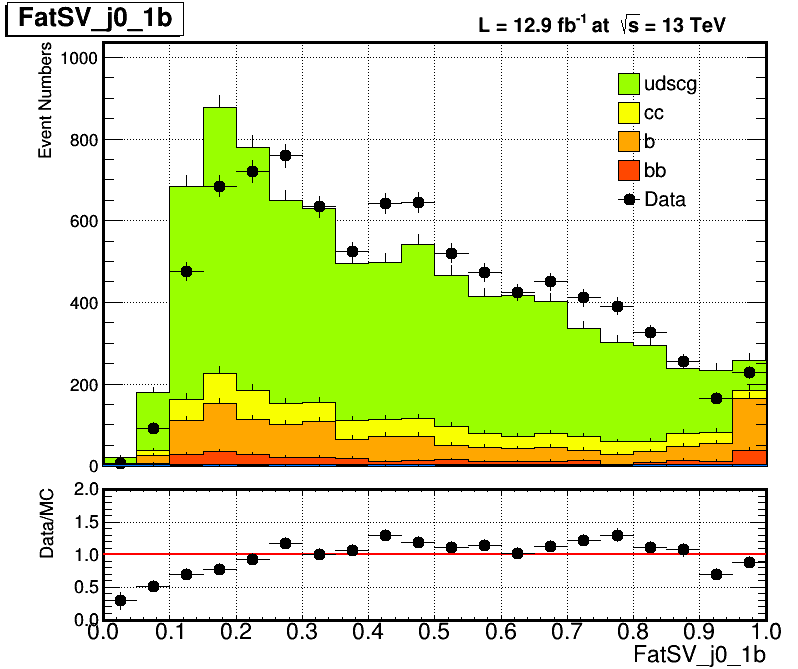 FatSV_j0_1b
L = 12.9 fb⁻¹ at √s = 13 TeV
Event Numbers
1000
800
600
400
200
0
udscg
cc
b
bb
Data
Data/MC
2.0
1.5
1.0
0.5
0.0
0.0 0.1 0.2 0.3 0.4 0.5 0.6 0.7 0.8 0.9 1.0
FatSV_j0_1b